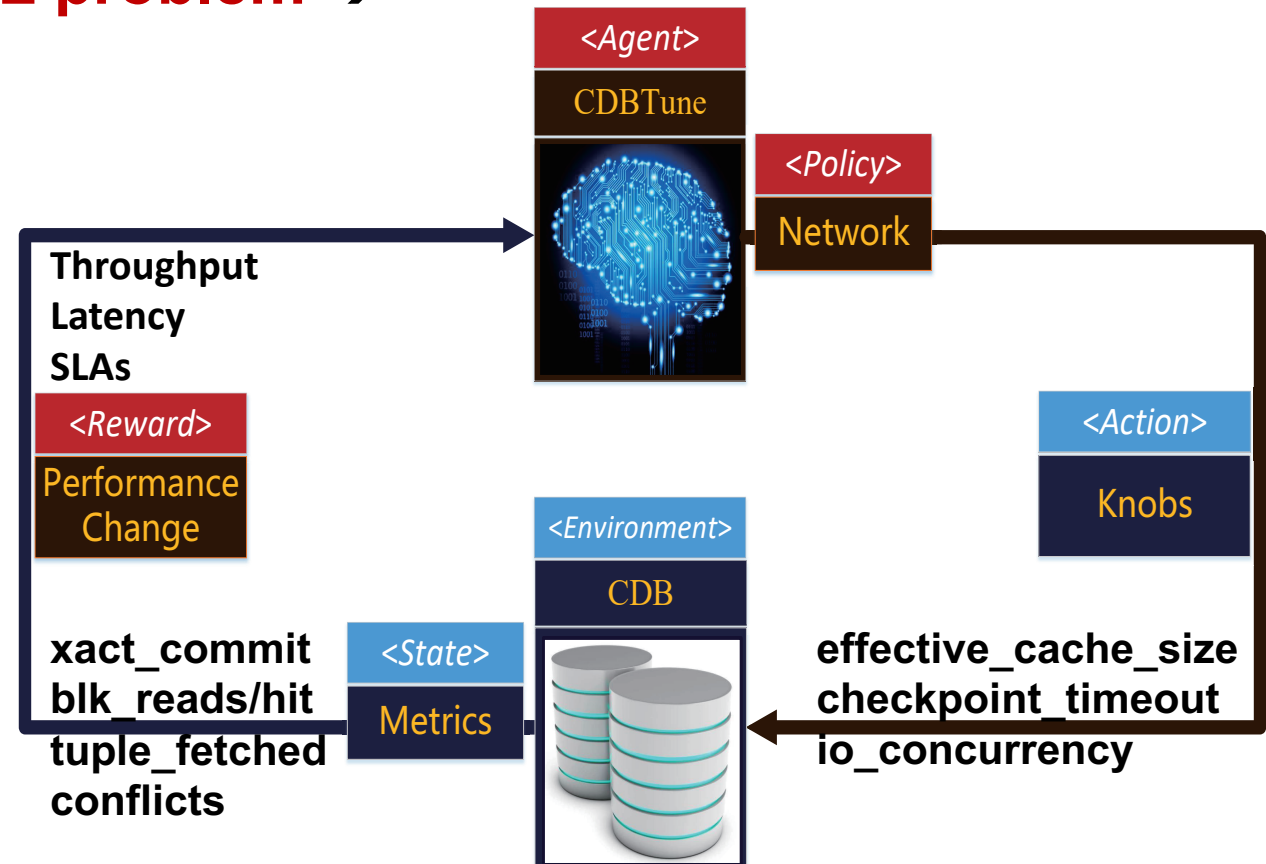 problem →
<Agent>
CDBTune
<Policy>
Network
Throughput
Latency
SLAs
<Reward>
Performance
Change
<Action>
Knobs
<Environment>
CDB
<State>
Metrics
xact_commit
blk_reads/hit
tuple_fetched
conflicts
effective_cache_size
checkpoint_timeout
io_concurrency